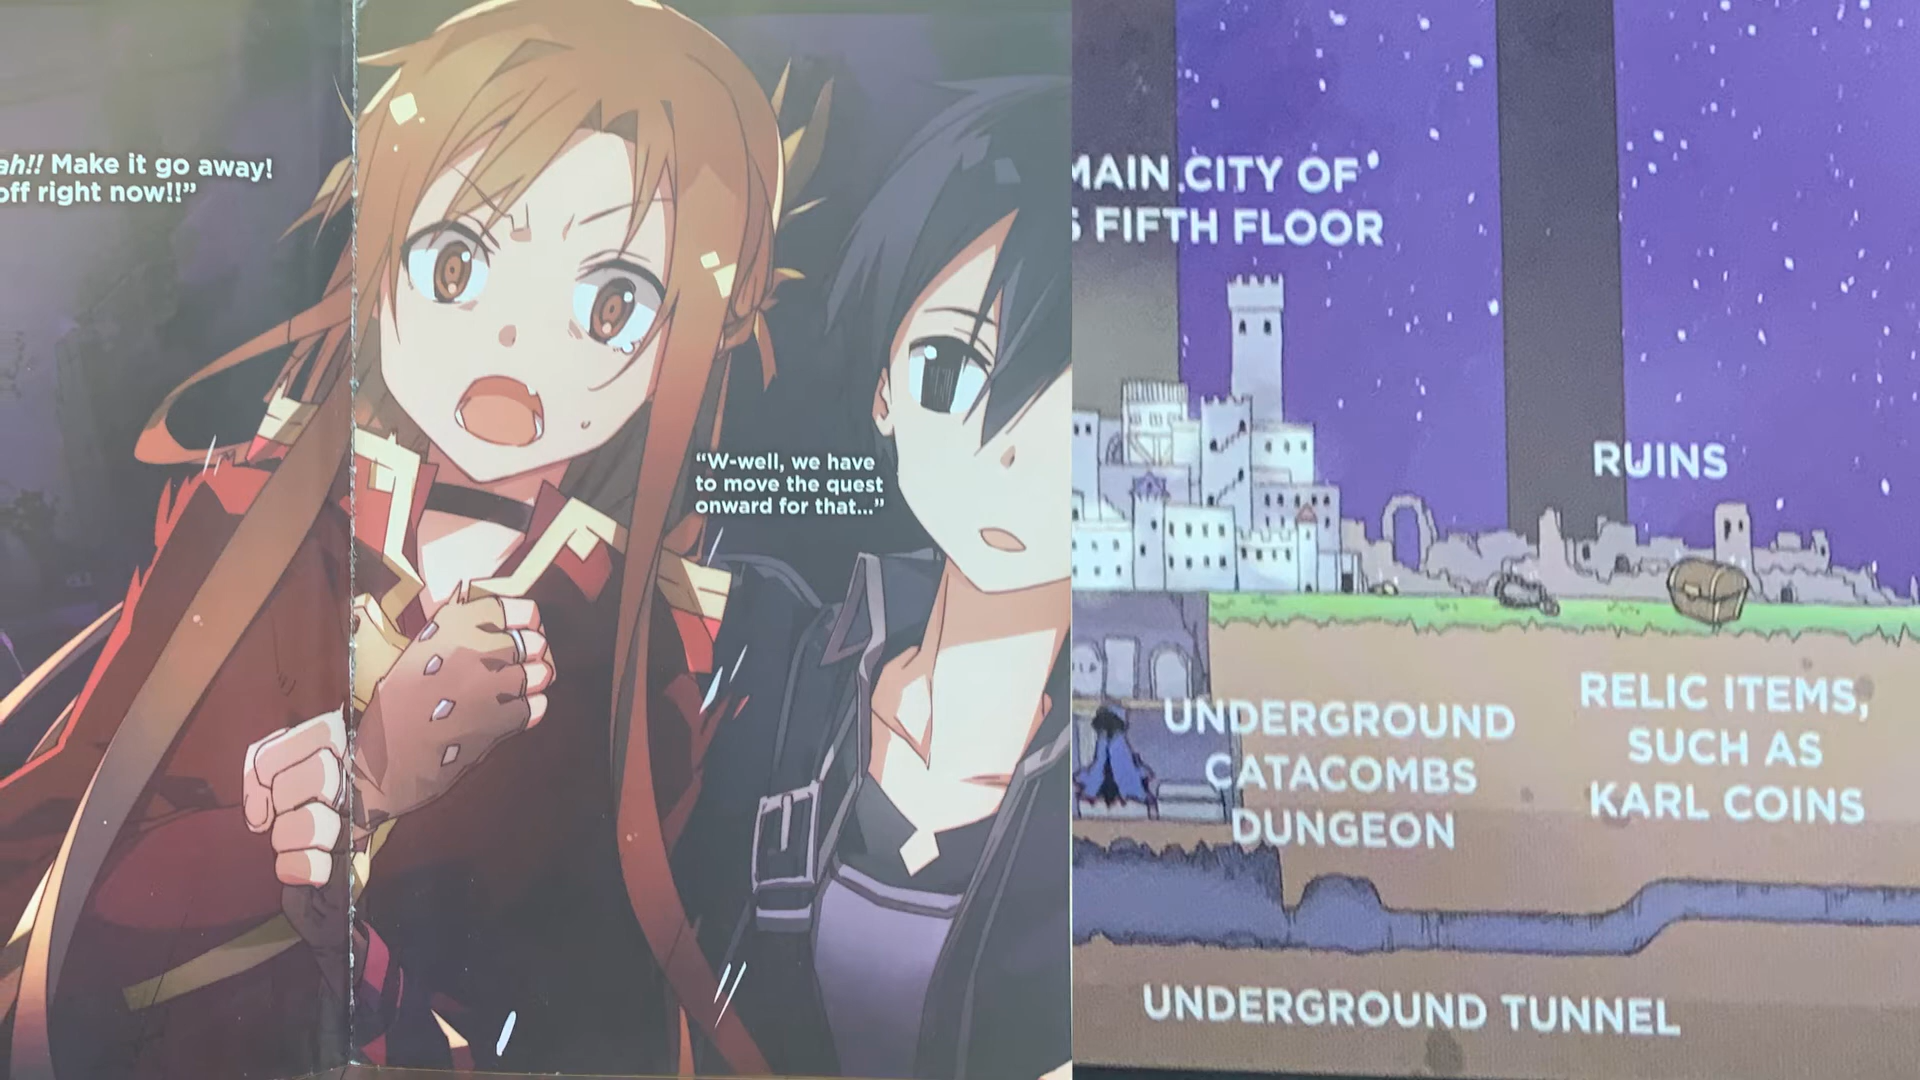 ah!! Make it go away!
off right now!!”
“W-well, we have
to move the quest
onward for that...”
MAIN CITY OF
FIFTH FLOOR
RUINS
UNDERGROUND
CATACOMBS
DUNGEON
RELIC ITEMS,
SUCH AS
KARL COINS
UNDERGROUND TUNNEL